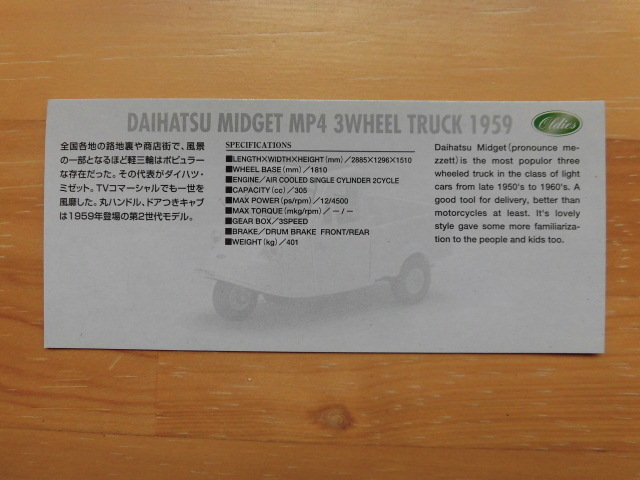 DAIHATSU MIDGET MP4 3WHEEL TRUCK 1959
Oldies
全国各地の路地裏や商店街で、風景
の一部となるほど軽三輪はポピュラー
な存在だった。その代表がダイハツ・
ミゼット。TVコマーシャルでも一世を
風靡した。丸ハンドル、ドアつきキャブ
は1959年登場の第2世代モデル。
SPECIFICATIONS
■LENGTH×WIDTH×HEIGHT(mm)/2885×1296×1510
■WHEEL BASE(mm)/1810
■ENGINE/AIR COOLED SINGLE CYLINDER 2CYCLE
■CAPACITY(cc)/305
■MAX POWER(ps/rpm)/12/4500
■MAX TORQUE(mkg/rpm)/－/－
■GEAR BOX/3SPEED
■BRAKE/DRUM BRAKE FRONT/REAR
■WEIGHT(kg)/401
Daihatsu Midget(pronounce me-
zzett)is the most populor three
wheeled truck in the class of light
cars from late 1950's to 1960's. A
good tool for delivery, better than
motorcycles at least. It's lovely
style gave some more familiariza-
tion to the people and kids too.